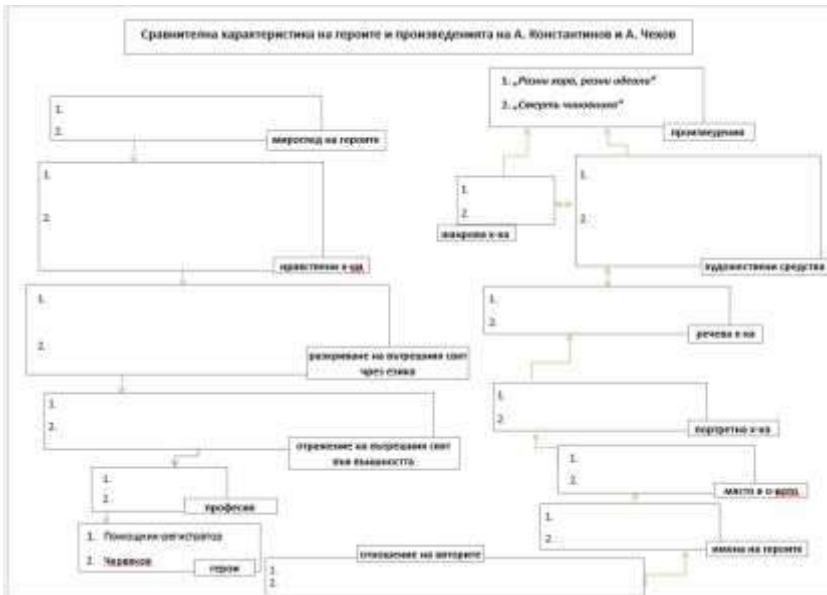 Сравнителна характеристика на героите и произведенията на А. Константинов и А. Чехов
1. „Разни хора, разни идеали“
2. „Смерть чиновника“
произведения
1.
2.
мироглед на героите
1.
2.
жанрова х-ка
1.
2.
художествени средства
1.
2.
нравствени х-ки
1.
2.
речева х-ка
1.
2.
разкриване на вътрешния свят
чрез езика
1.
2.
портретна х-ка
1.
2.
отражение на вътрешния свят
във външността
1.
2.
място в о-вото
1.
2.
професия
1.
2.
имена на героите
1. Помощник-регистратор
2. Червяков
герои
отношение на авторите
1.
2.